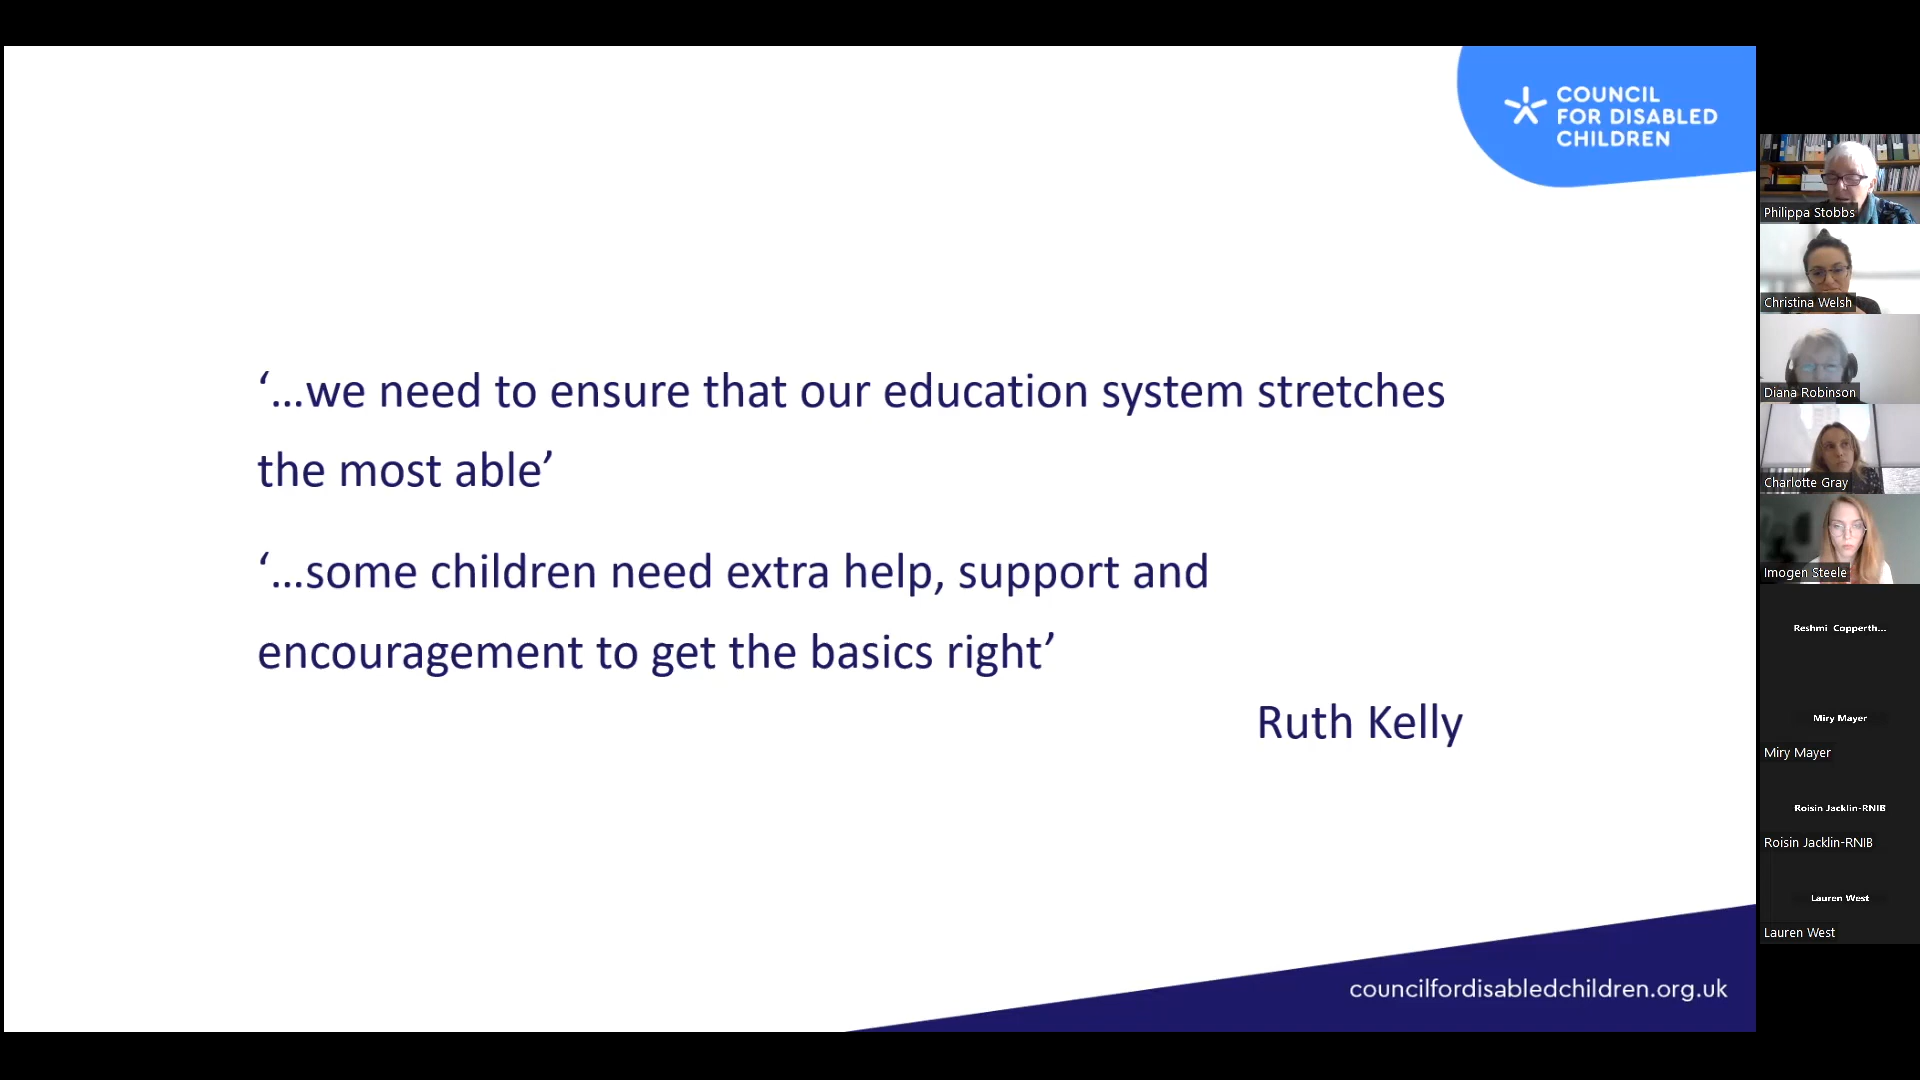 COUNCIL
FOR DISABLED
CHILDREN
‘...we need to ensure that our education system stretches
the most able’
‘...some children need extra help, support and
encouragement to get the basics right’
Ruth Kelly
councilfordisabledchildren.org.uk
Philippa Stobbs
Christina Welsh
Diana Robinson
Charlotte Gray
Imogen Steele
Reshmi Copperth...
Miry Mayer
Miry Mayer
Roisin Jacklin-RNIB
Roisin Jacklin-RNIB
Lauren West
Lauren West